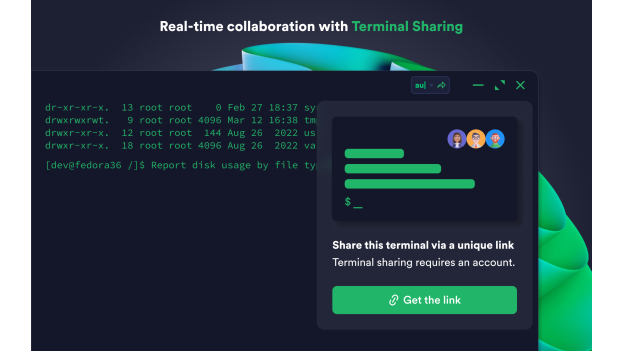 Real-time collaboration with Terminal Sharing
au|
dr-xr-xr-x. 13 root root 0 Feb 27 18:37 sy
drwxrwxrwt. 9 root root 4096 Mar 12 16:38 tm
drwxr-xr-x. 12 root root 144 Aug 26 2022 us
drwxr-xr-x. 18 root root 4096 Aug 26 2022 va
[dev@fedora36 /]$ Report disk usage by file ty
$ _
Share this terminal via a unique link
Terminal sharing requires an account.
Get the link